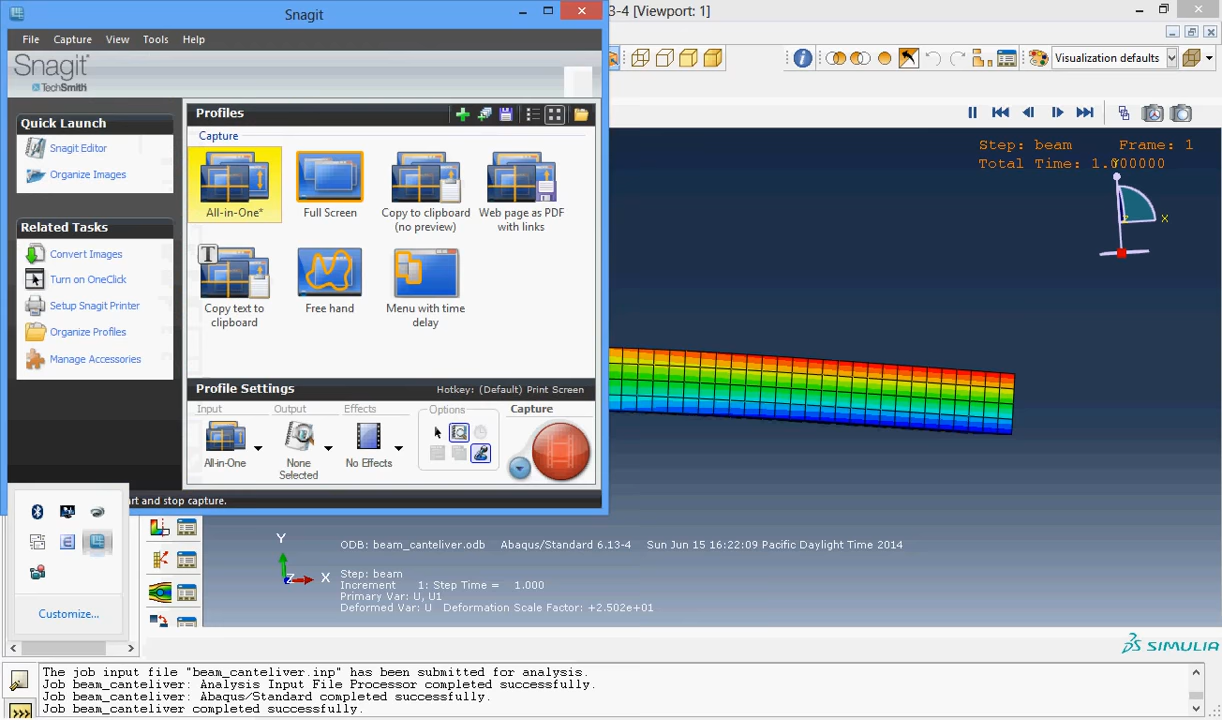 Snagit
File Capture View Tools Help
Snagit
TechSmith
Quick Launch
Snagit Editor
Organize Images
Related Tasks
Convert Images
Turn on OneClick
Setup Snagit Printer
Organize Profiles
Manage Accessories
Profiles
Capture
All-in-One*
Full Screen
Copy to clipboard
(no preview)
Web page as PDF
with links
Copy text to
clipboard
Free hand
Menu with time
delay
Profile Settings
Hotkey: (Default) Print Screen
Input
Output
Effects
Options
Capture
All-in-One
None
Selected
No Effects
art and stop capture.
Customize...
3-4 [Viewport: 1]
Visualization defaults
Step: beam Frame: 1
Total Time: 1.000000
Y
Z
X
Y
Z
X
ODB: beam_canteliver.odb Abaqus/Standard 6.13-4 Sun Jun 15 16:22:09 Pacific Daylight Time 2014
Step: beam
Increment 1: Step Time = 1.000
Primary Var: U, U1
Deformed Var: U Deformation Scale Factor: +2.502e+01
SIMULIA
The job input file "beam_canteliver.inp" has been submitted for analysis.
Job beam_canteliver: Analysis Input File Processor completed successfully.
Job beam_canteliver: Abaqus/Standard completed successfully.
Job beam_canteliver completed successfully.
>>>